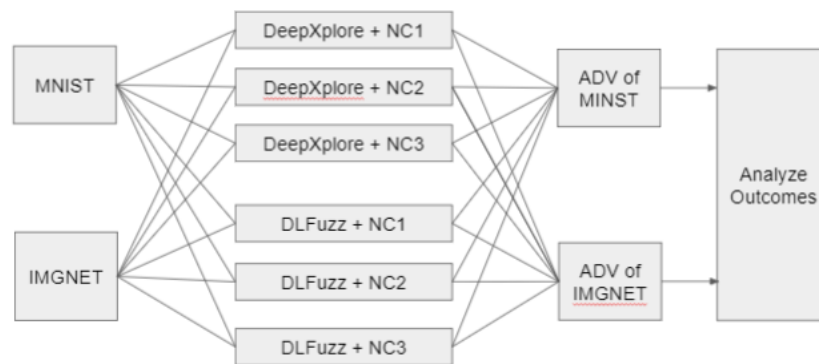 DeepXplore + NC1
MNIST
DeepXplore + NC2
DeepXplore + NC3
DLFuzz + NC1
IMGNET
DLFuzz + NC2
DLFuzz + NC3
ADV of
MINST
ADV of
IMGNET
Analyze
Outcomes